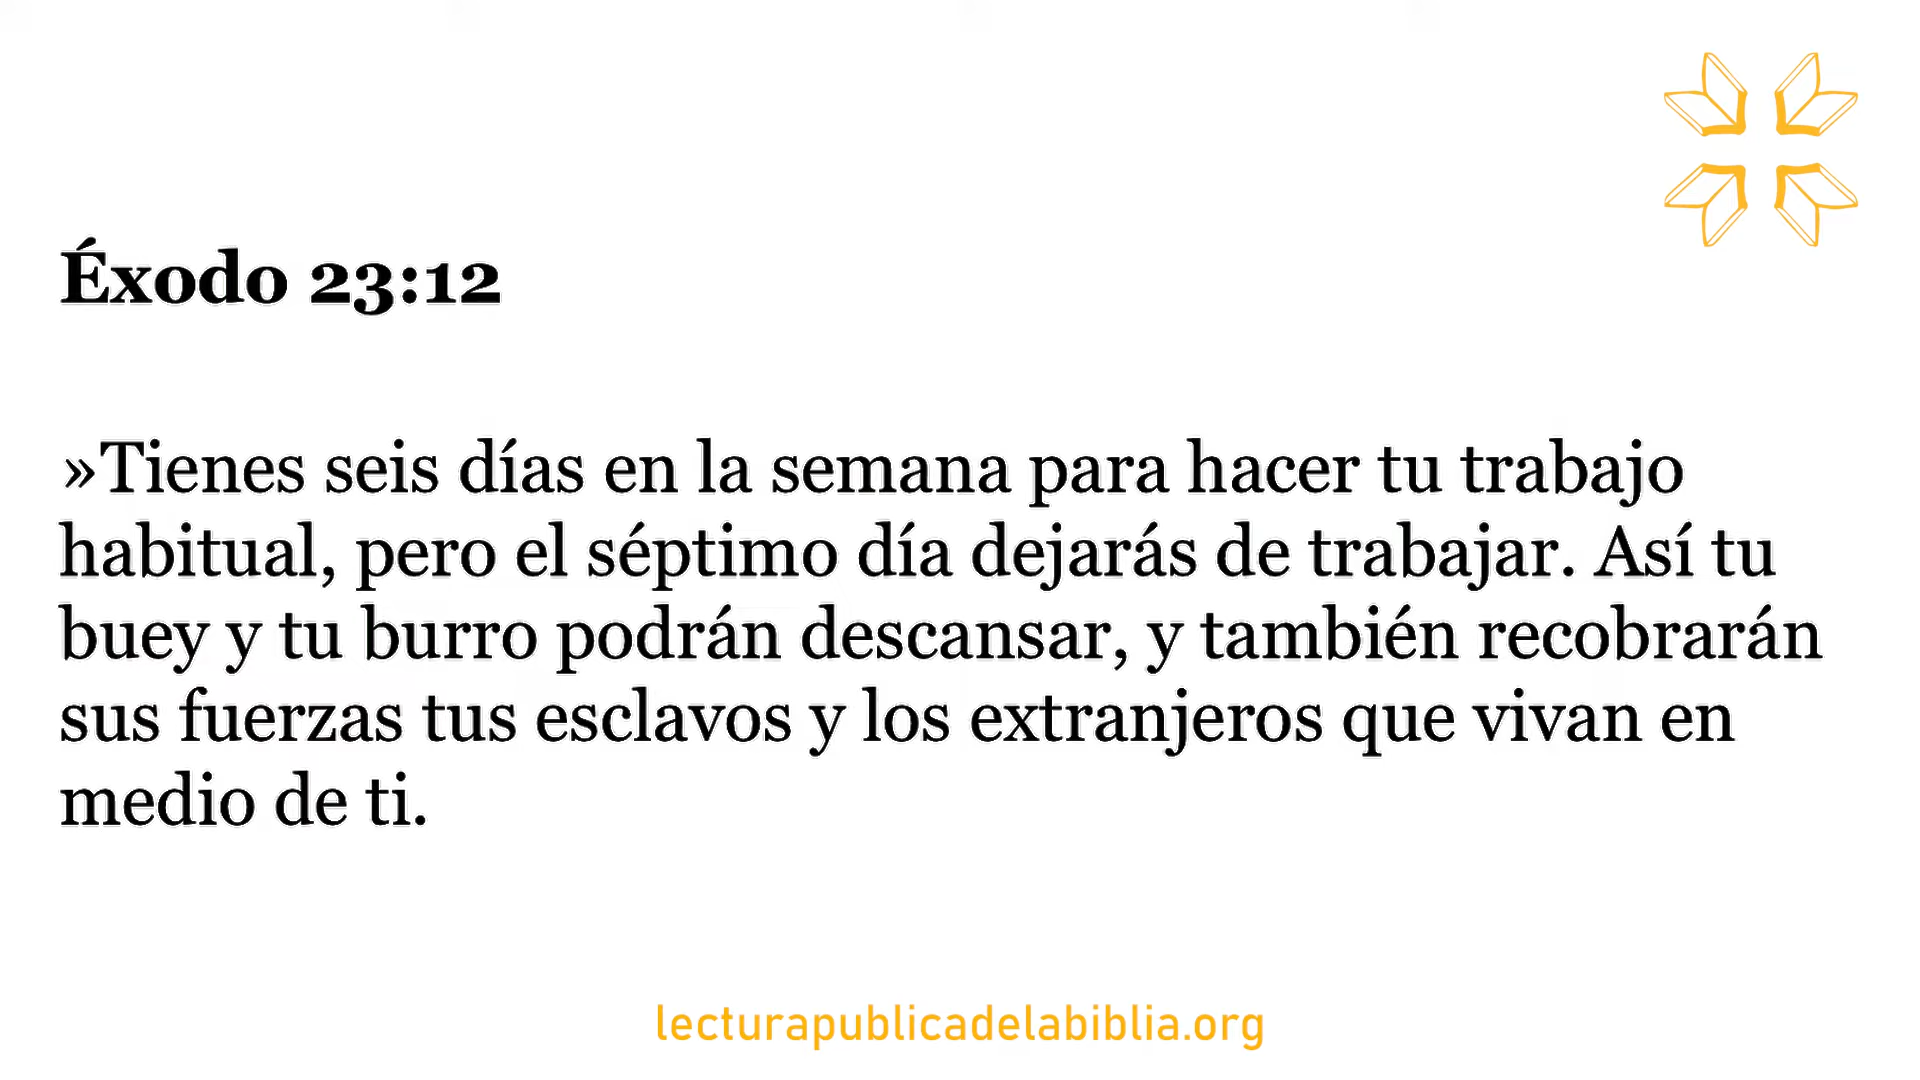 Éxodo 23:12
»Tienes seis días en la semana para hacer tu trabajo
habitual, pero el séptimo día dejarás de trabajar. Así tu
buey y tu burro podrán descansar, y también recobrarán
sus fuerzas tus esclavos y los extranjeros que vivan en
medio de ti.
lecturapublicadelabiblia.org